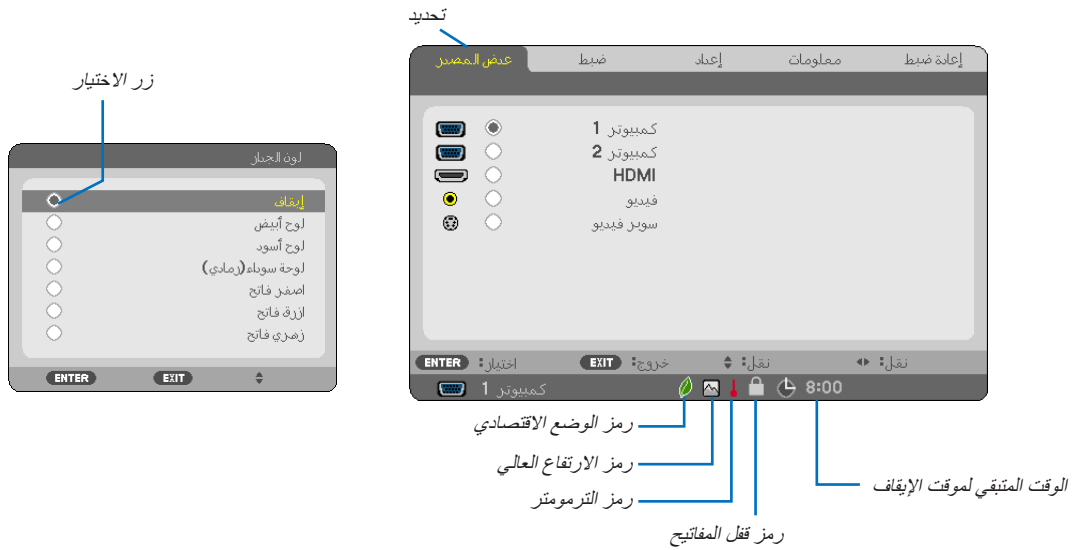 تحديد
عرض المصدر ضبط إعداد معلومات إعادة ضبط
كمبيوتر 1
كمبيوتر 2
HDMI
فيديو
سوبر فيديو
ENTER اختيار: EXIT خروج: نقل: نقل:
كمبيوتر 1 8:00
رمز الوضع الاقتصادي
رمز الارتفاع العالي
رمز الترمومتر
رمز قفل المفاتيح
الوقت المتبقي لموقت الإيقاف
زر الاختيار
لون الجدار
إيقاف
لوح أبيض
لوح أسود
لوحة سوداء(رمادي)
اصفر فاتح
ازرق فاتح
زهري فاتح
ENTER EXIT